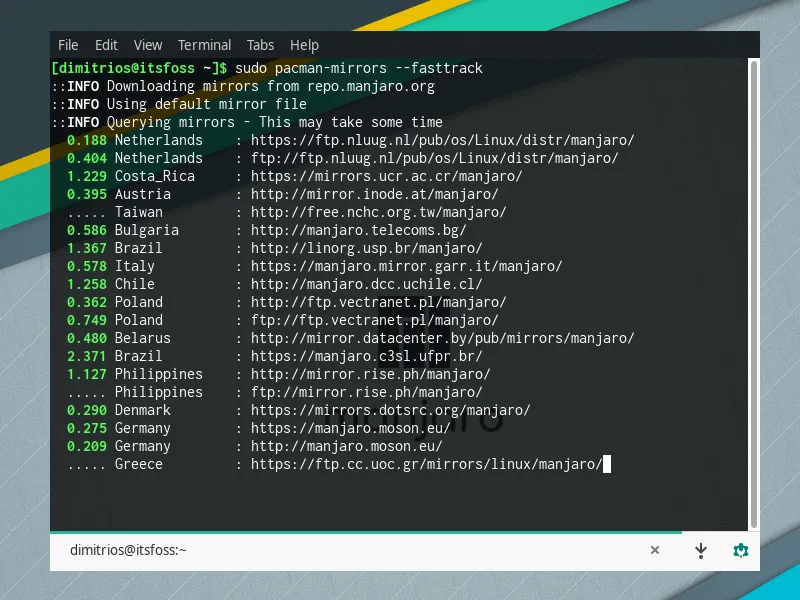 File Edit View Terminal Tabs Help
[dimitrios@itsfoss ~]$ sudo pacman-mirrors --fasttrack
::INFO Downloading mirrors from repo.manjaro.org
::INFO Using default mirror file
::INFO Querying mirrors - This may take some time
0.188 Netherlands : https://ftp.nluug.nl/pub/os/Linux/distr/manjaro/
0.404 Netherlands : ftp://ftp.nluug.nl/pub/os/Linux/distr/manjaro/
1.229 Costa_Rica : https://mirrors.ucr.ac.cr/manjaro/
0.395 Austria : http://mirror.inode.at/manjaro/
..... Taiwan : http://free.nchc.org.tw/manjaro/
0.586 Bulgaria : http://manjaro.telecoms.bg/
1.367 Brazil : http://linorg.usp.br/manjaro/
0.578 Italy : https://manjaro.mirror.garr.it/manjaro/
1.258 Chile : http://manjaro.dcc.uchile.cl/
0.362 Poland : http://ftp.vectranet.pl/manjaro/
0.749 Poland : ftp://ftp.vectranet.pl/manjaro/
0.480 Belarus : http://mirror.datacenter.by/pub/mirrors/manjaro/
2.371 Brazil : https://manjaro.c3sl.ufpr.br/
1.127 Philippines : http://mirror.rise.ph/manjaro/
..... Philippines : ftp://mirror.rise.ph/manjaro/
0.290 Denmark : https://mirrors.dotsrc.org/manjaro/
0.275 Germany : https://manjaro.moson.eu/
0.209 Germany : http://manjaro.moson.eu/
..... Greece : https://ftp.cc.uoc.gr/mirrors/linux/manjaro/
manjaro
dimitrios@itsfoss:~